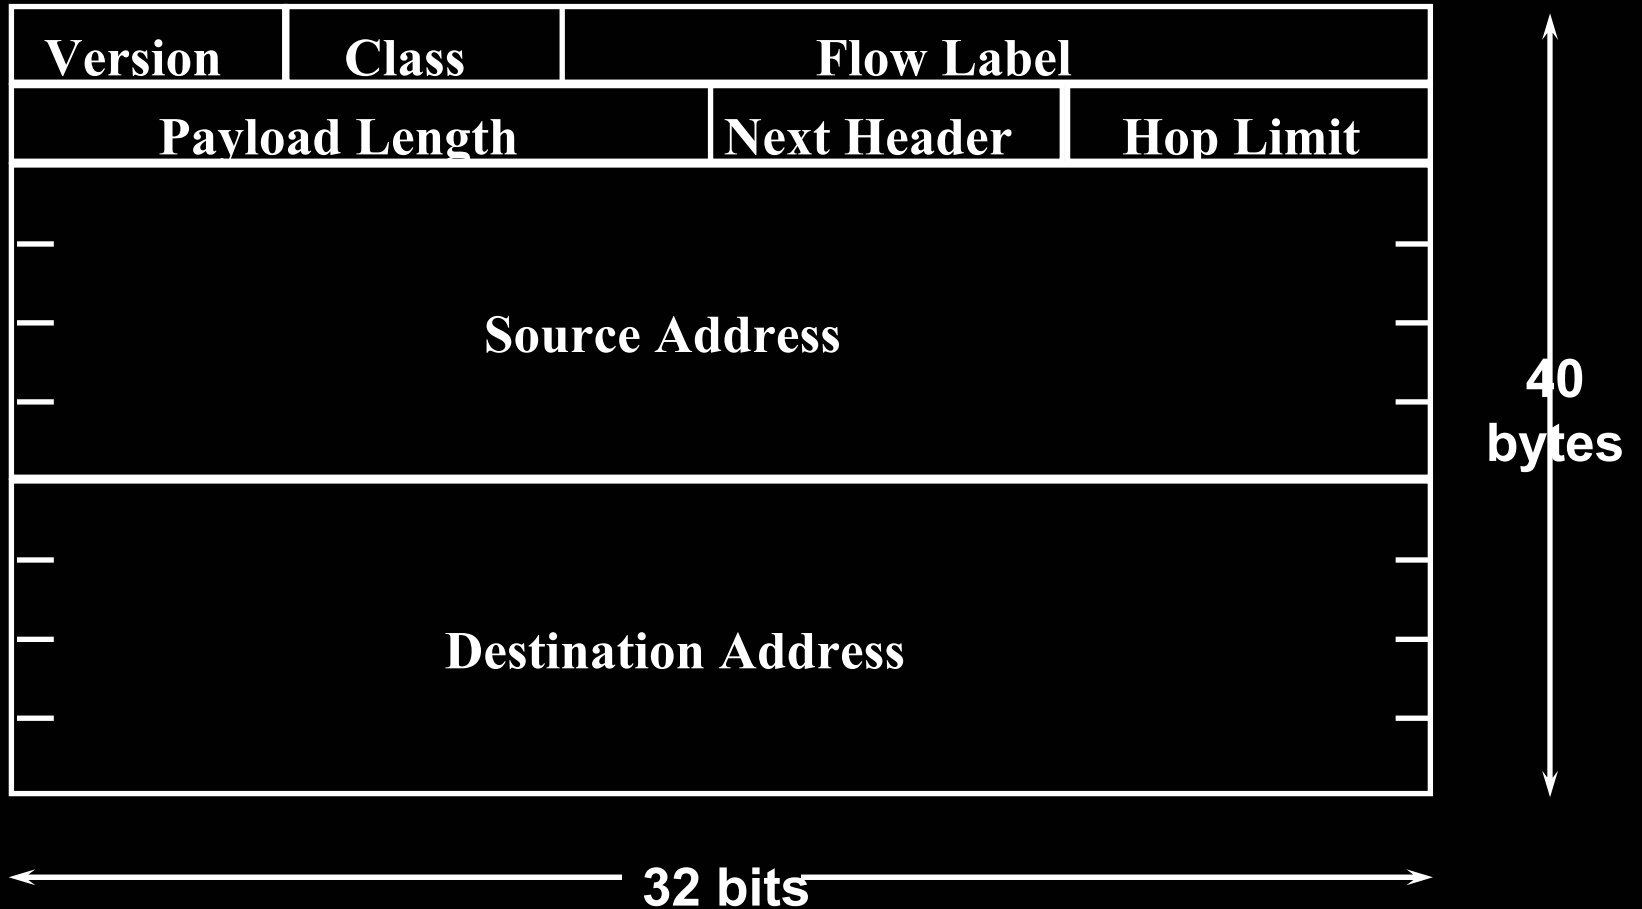 Version Class Flow Label
Payload Length Next Header Hop Limit
Source Address
40
bytes
Destination Address
32 bits